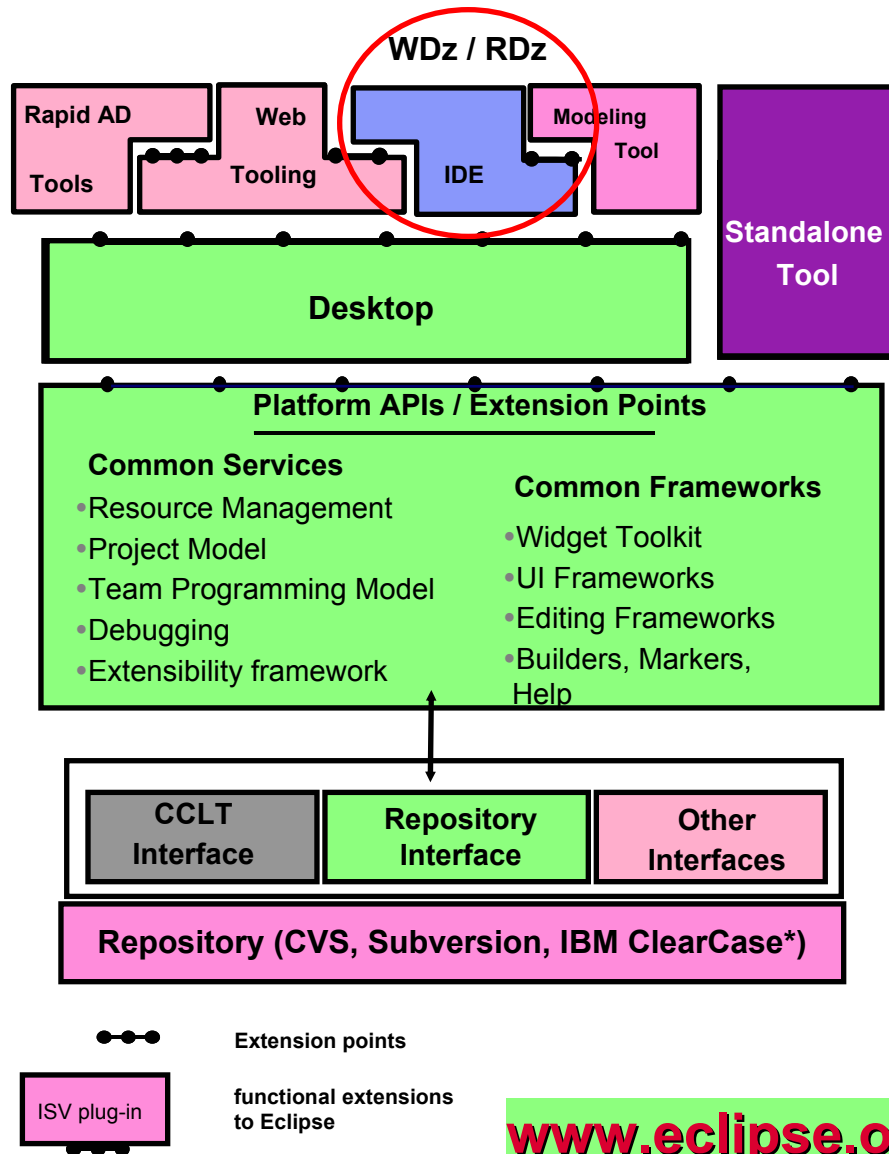 WDz / RDz
Rapid AD
Tools
Web
Tooling
IDE
Modeling
Tool
Standalone
Tool
Desktop
Platform APIs / Extension Points
Common Services
•Resource Management
•Project Model
•Team Programming Model
•Debugging
•Extensibility framework
Common Frameworks
•Widget Toolkit
•UI Frameworks
•Editing Frameworks
•Builders, Markers,
Help
CCLT
Interface
Repository
Interface
Other
Interfaces
Repository (CVS, Subversion, IBM ClearCase*)
Extension points
ISV plug-in
functional extensions
to Eclipse
www.eclipse.o